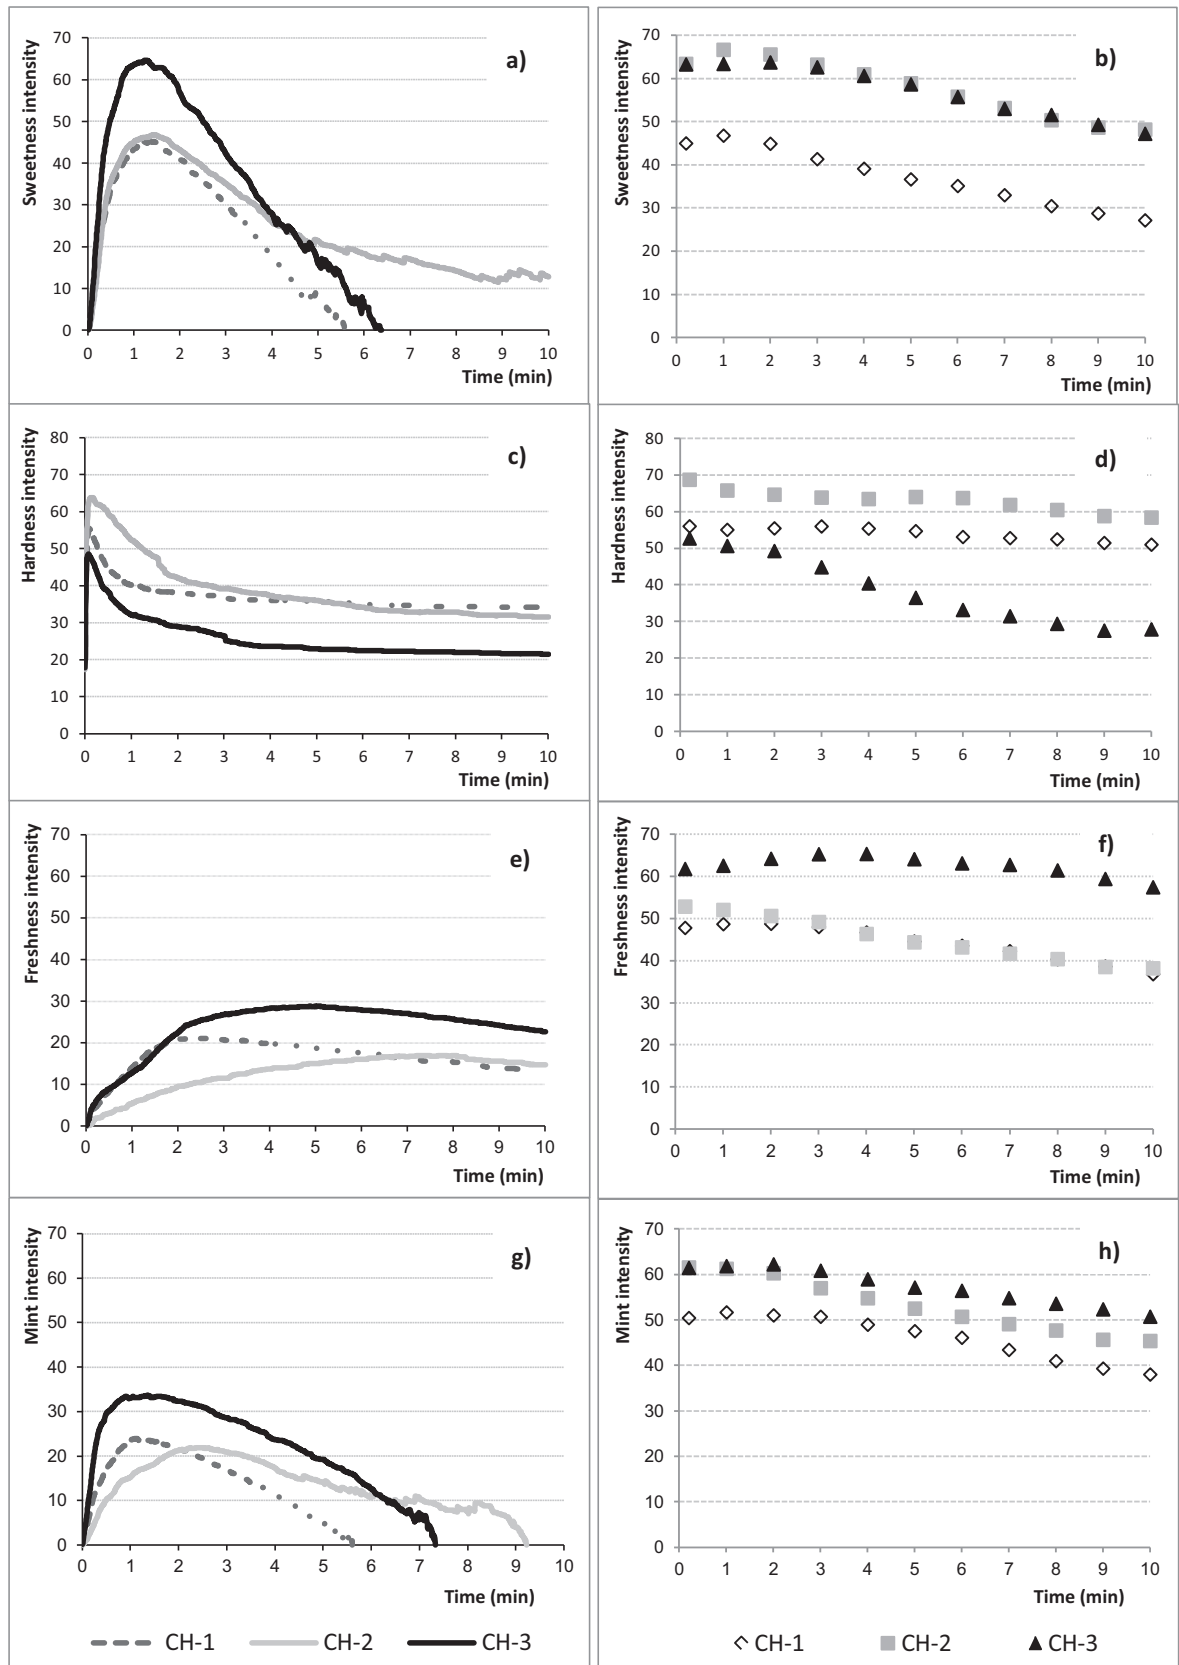 a)
Sweetness intensity
70
60
50
40
30
20
10
0
0 1 2 3 4 5 6 7 8 9 10
Time (min)
b)
Sweetness intensity
70
60
50
40
30
20
10
0
0 1 2 3 4 5 6 7 8 9 10
Time (min)
c)
Hardness intensity
80
70
60
50
40
30
20
10
0
0 1 2 3 4 5 6 7 8 9 10
Time (min)
d)
Hardness intensity
80
70
60
50
40
30
20
10
0
0 1 2 3 4 5 6 7 8 9 10
Time (min)
e)
Freshness intensity
70
60
50
40
30
20
10
0
0 1 2 3 4 5 6 7 8 9 10
Time (min)
f)
Freshness intensity
70
60
50
40
30
20
10
0
0 1 2 3 4 5 6 7 8 9 10
Time (min)
g)
Mint intensity
70
60
50
40
30
20
10
0
0 1 2 3 4 5 6 7 8 9 10
Time (min)
h)
Mint intensity
70
60
50
40
30
20
10
0
0 1 2 3 4 5 6 7 8 9 10
Time (min)
CH-1 CH-2 CH-3
CH-1 CH-2 CH-3